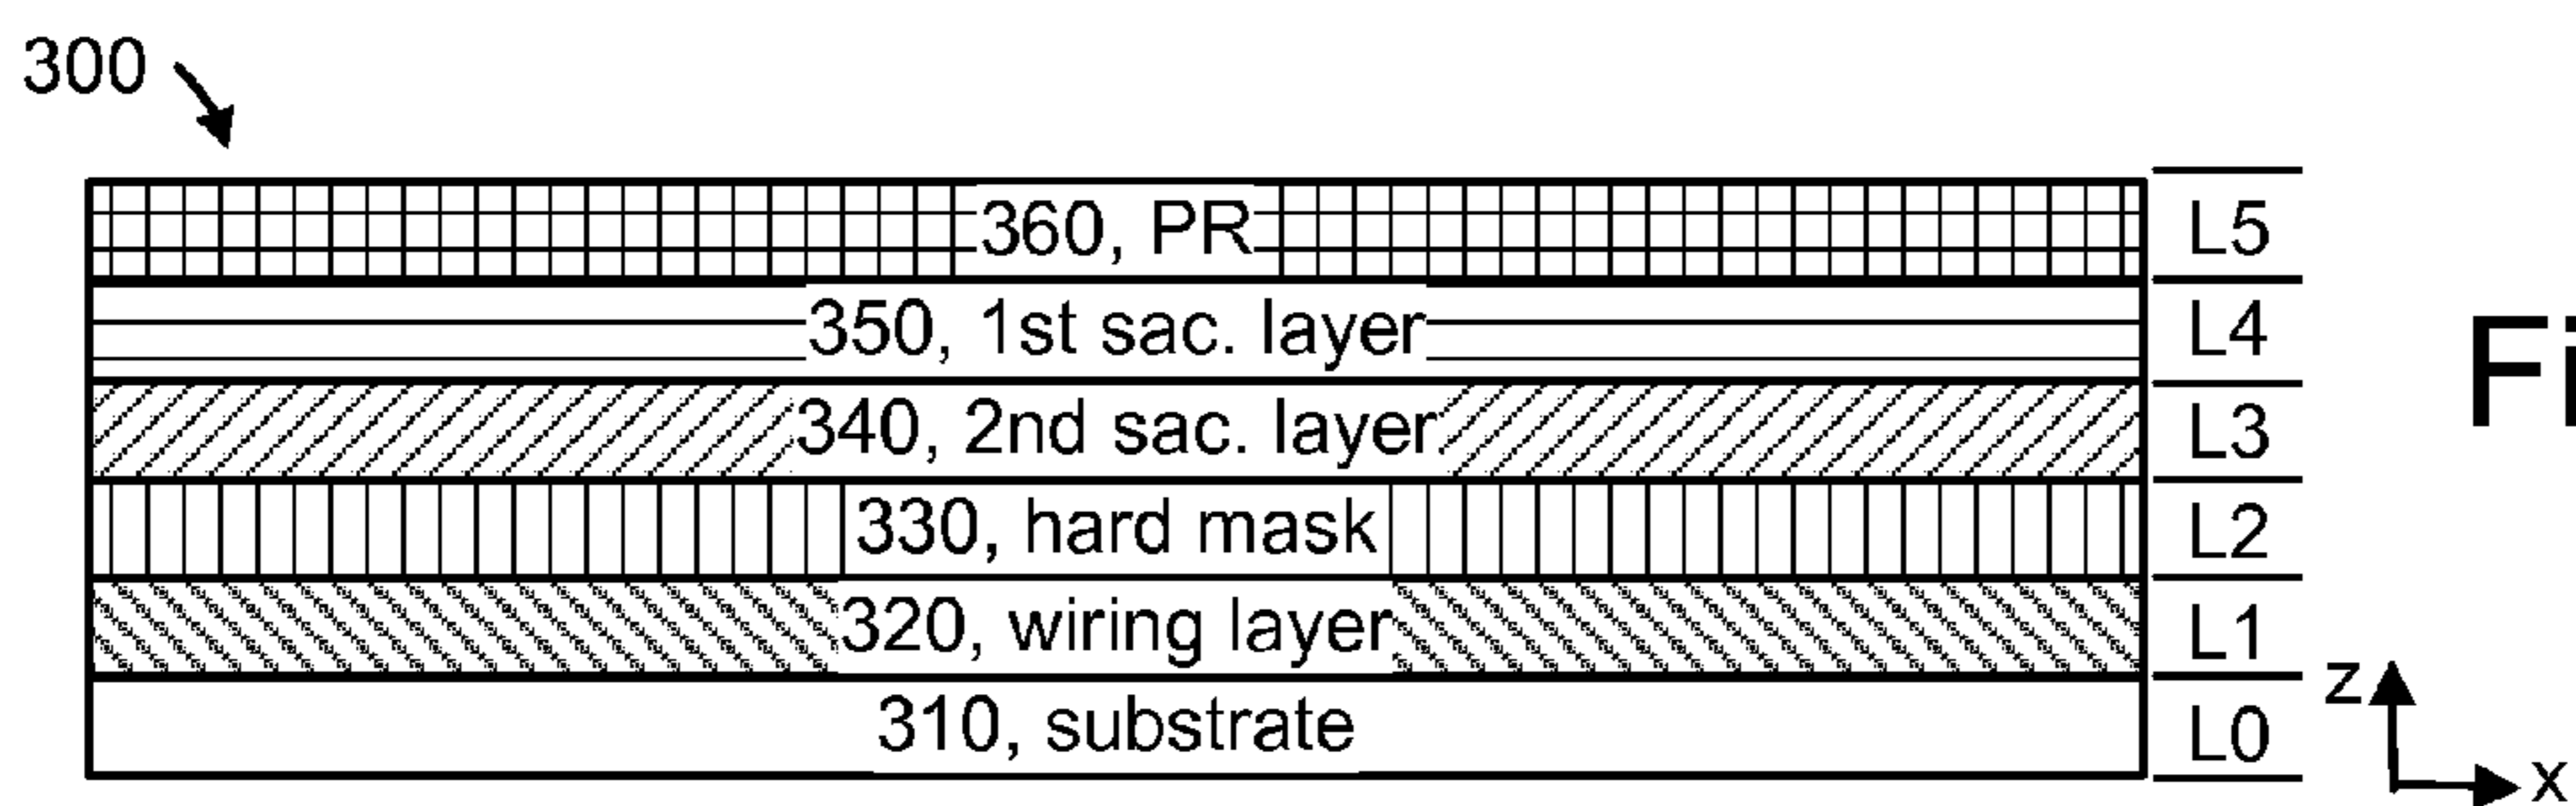 300
360, PR L5
350, 1st sac. layer L4
Fi
340, 2nd sac. layer L3
330, hard mask L2
320, wiring layer L1
z
310, substrate L0
x